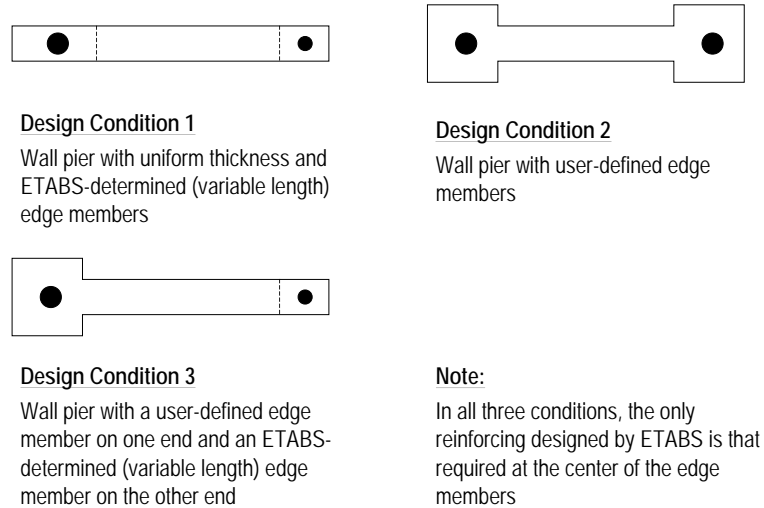 Design Condition 1
Wall pier with uniform thickness and
ETABS-determined (variable length)
edge members
Design Condition 2
Wall pier with user-defined edge
members
Design Condition 3
Wall pier with a user-defined edge
member on one end and an ETABS-
determined (variable length) edge
member on the other end
Note:
In all three conditions, the only
reinforcing designed by ETABS is that
required at the center of the edge
members